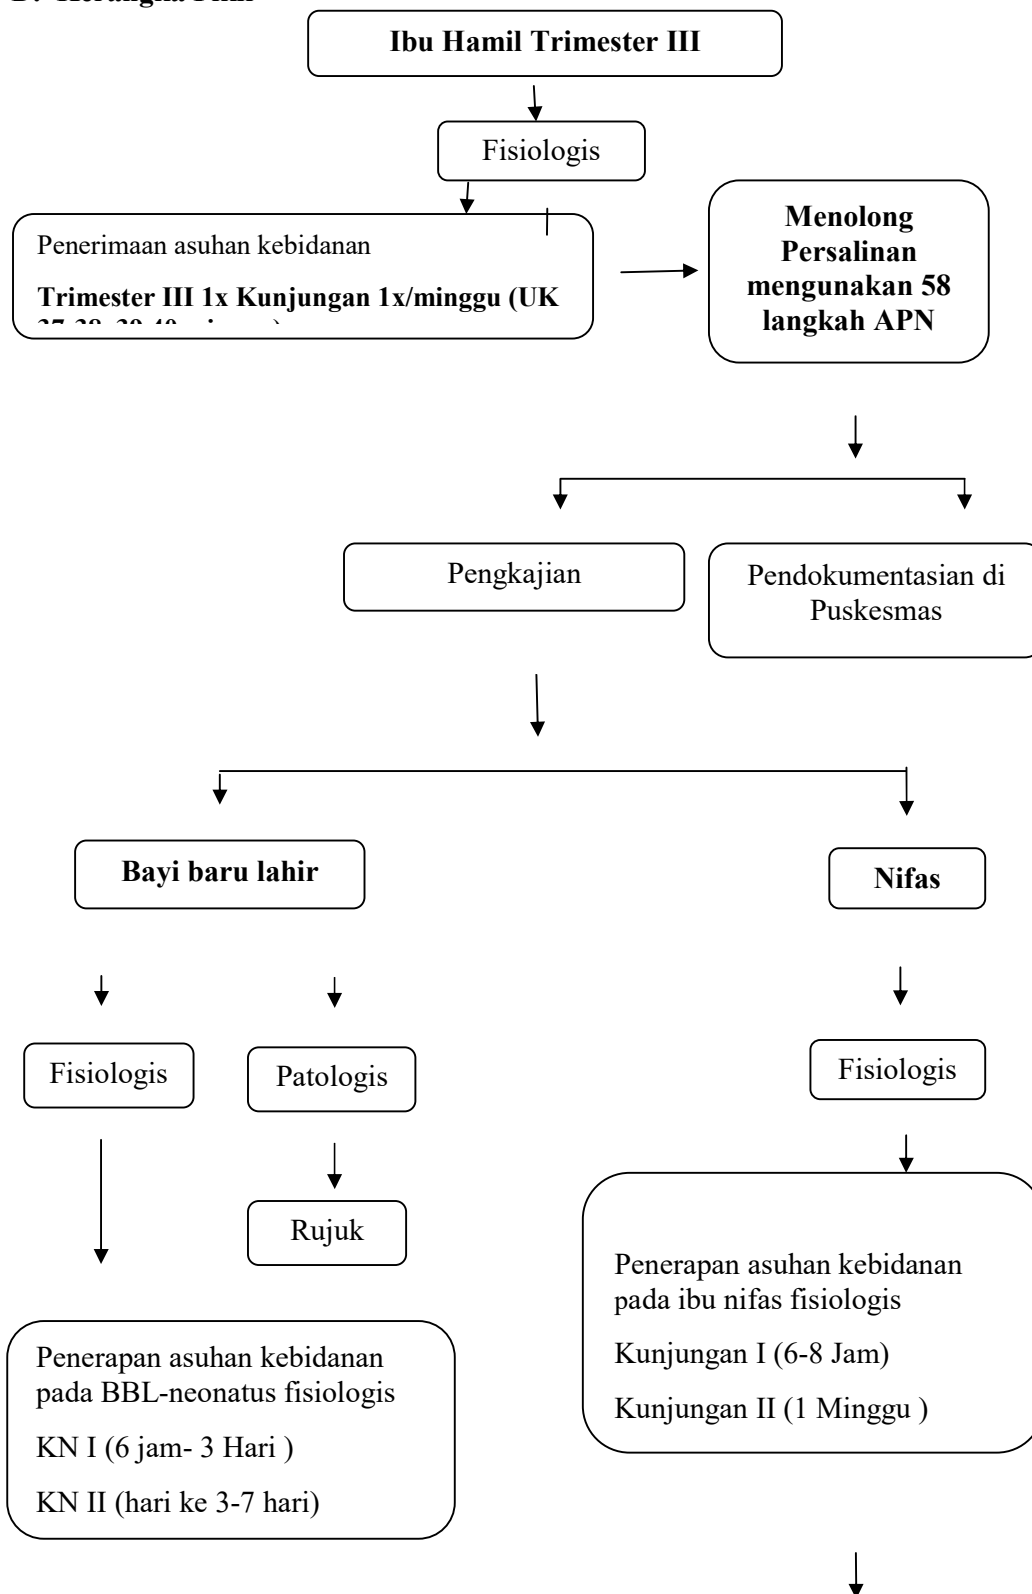 Ibu Hamil Trimester III
Fisiologis
Penerimaan asuhan kebidanan
Trimester III 1x Kunjungan 1x/minggu (UK
Menolong
Persalinan
mengunakan 58
langkah APN
Pengkajian
Pendokumentasian di
Puskesmas
Bayi baru lahir
Nifas
Fisiologis
Patologis
Fisiologis
Rujuk
Penerapan asuhan kebidanan
pada BBL-neonatus fisiologis
KN I (6 jam- 3 Hari )
KN II (hari ke 3-7 hari)
Penerapan asuhan kebidanan
pada ibu nifas fisiologis
Kunjungan I (6-8 Jam)
Kunjungan II (1 Minggu )